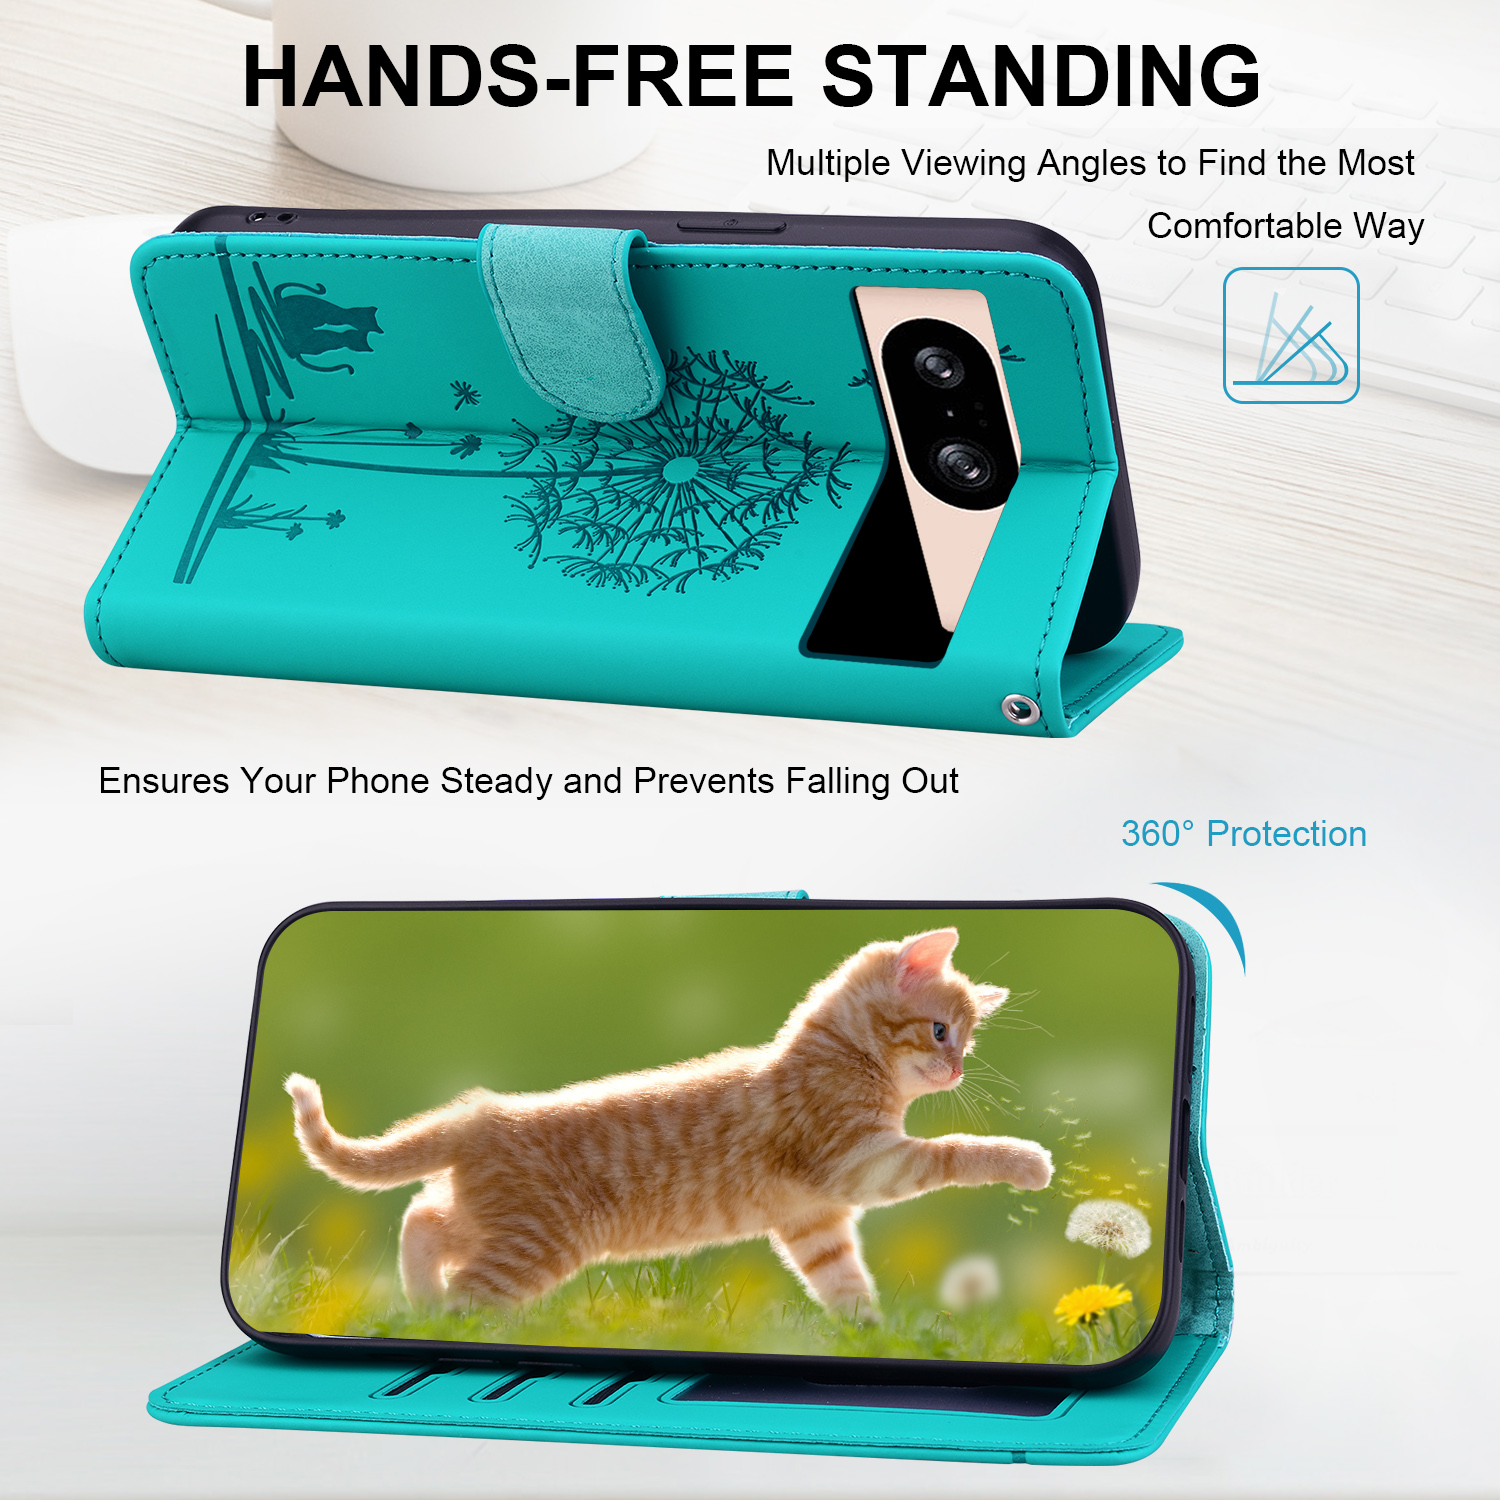 HANDS-FREE STANDING
Multiple Viewing Angles to Find the Most
Comfortable Way
Ensures Your Phone Steady and Prevents Falling Out
360° Protection